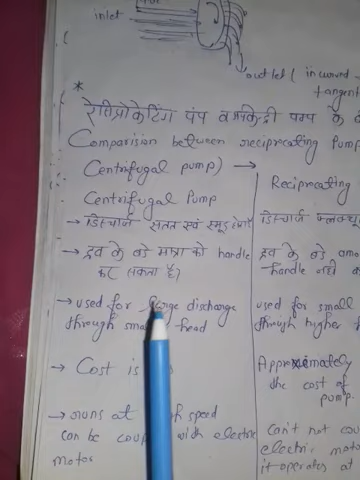 inlet
outlet ( in curved
tangent
*
रेसिप्रोकेटिंग पंप व
पम्प के
Comparision between reciprocating Pump
Centrifugal pump) →
Centrifugal Pump
Reciprocating
→ डिस्चार्ज सतत एवं स्मूथ होगा
डिस्चार्ज
→ द्रव के बडे मात्रा को handle
कर सकता है।
द्रव के बडे amo
handle नही क
→ used for large discharge
through smal head
used for small
through higher h
→ Cost is
Approximately
the cost of
pump.
→ runs at speed
can be coup with electric
motor
Can't not cou
electric moto
it operates at